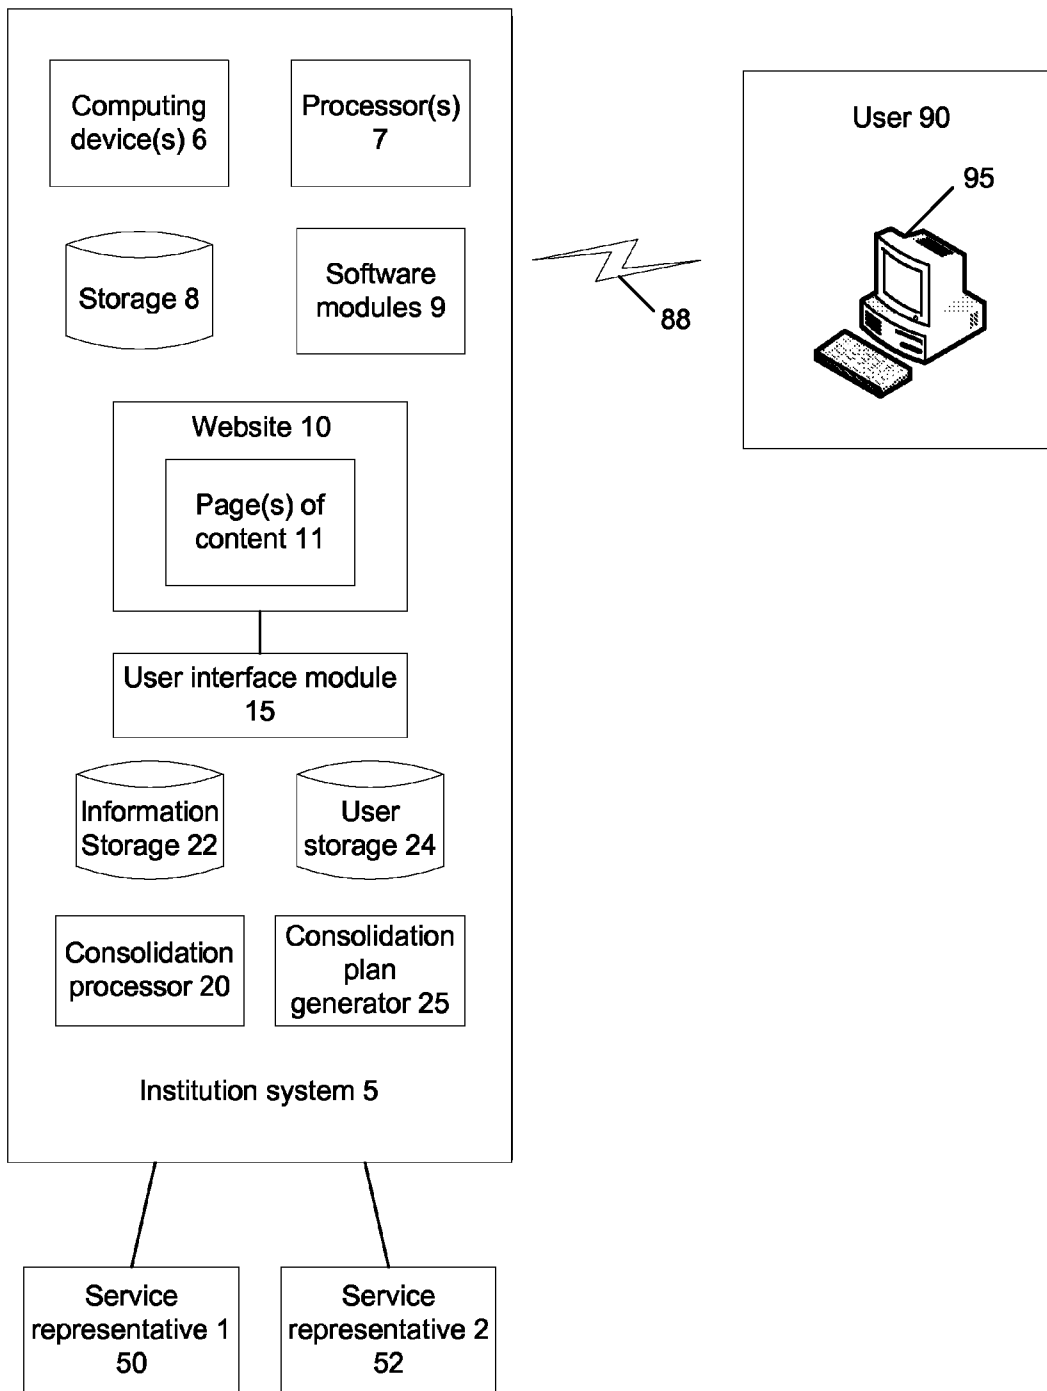 Computing
device(s) 6
Processor(s)
7
User 90
95
Storage 8
Software
modules 9
88
Website 10
Page(s) of
content 11
User interface module
15
Information
Storage 22
User
storage 24
Consolidation
processor 20
Consolidation
plan
generator 25
Institution system 5
Service
representative 1
50
Service
representative 2
52